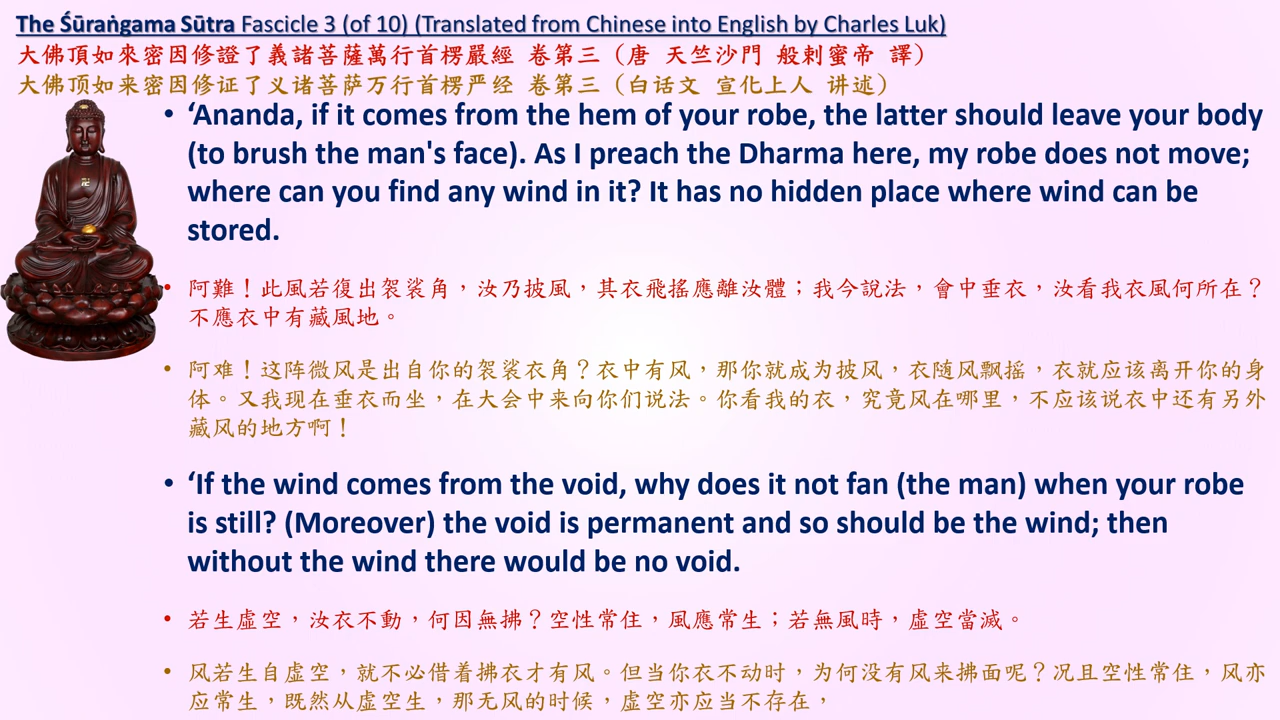 The Śūraṅgama Sūtra Fascicle 3 (of 10) (Translated from Chinese into English by Charles Luk)
大佛頂如來密因修證了義諸菩薩萬行首楞嚴經 卷第三（唐 天竺沙門 般剌蜜帝 譯）
大佛顶如来密因修证了义诸菩萨万行首楞严经 卷第三（白话文 宣化上人 讲述）
• ‘Ananda, if it comes from the hem of your robe, the latter should leave your body
(to brush the man's face). As I preach the Dharma here, my robe does not move;
where can you find any wind in it? It has no hidden place where wind can be
stored.
• 阿難！此風若復出袈裟角，汝乃披風，其衣飛搖應離汝體；我今說法，會中垂衣，汝看我衣風何所在？
不應衣中有藏風地。
• 阿难！这阵微风是出自你的袈裟衣角？衣中有风，那你就成为披风，衣随风飘摇，衣就应该离开你的身
体。又我现在垂衣而坐，在大会中来向你们说法。你看我的衣，究竟风在哪里，不应该说衣中还有另外
藏风的地方啊！
• ‘If the wind comes from the void, why does it not fan (the man) when your robe
is still? (Moreover) the void is permanent and so should be the wind; then
without the wind there would be no void.
• 若生虛空，汝衣不動，何因無拂？空性常住，風應常生；若無風時，虛空當滅。
• 风若生自虚空，就不必借着拂衣才有风。但当你衣不动时，为何没有风来拂面呢？况且空性常住，风亦
应常生，既然从虚空生，那无风的时候，虚空亦应当不存在，